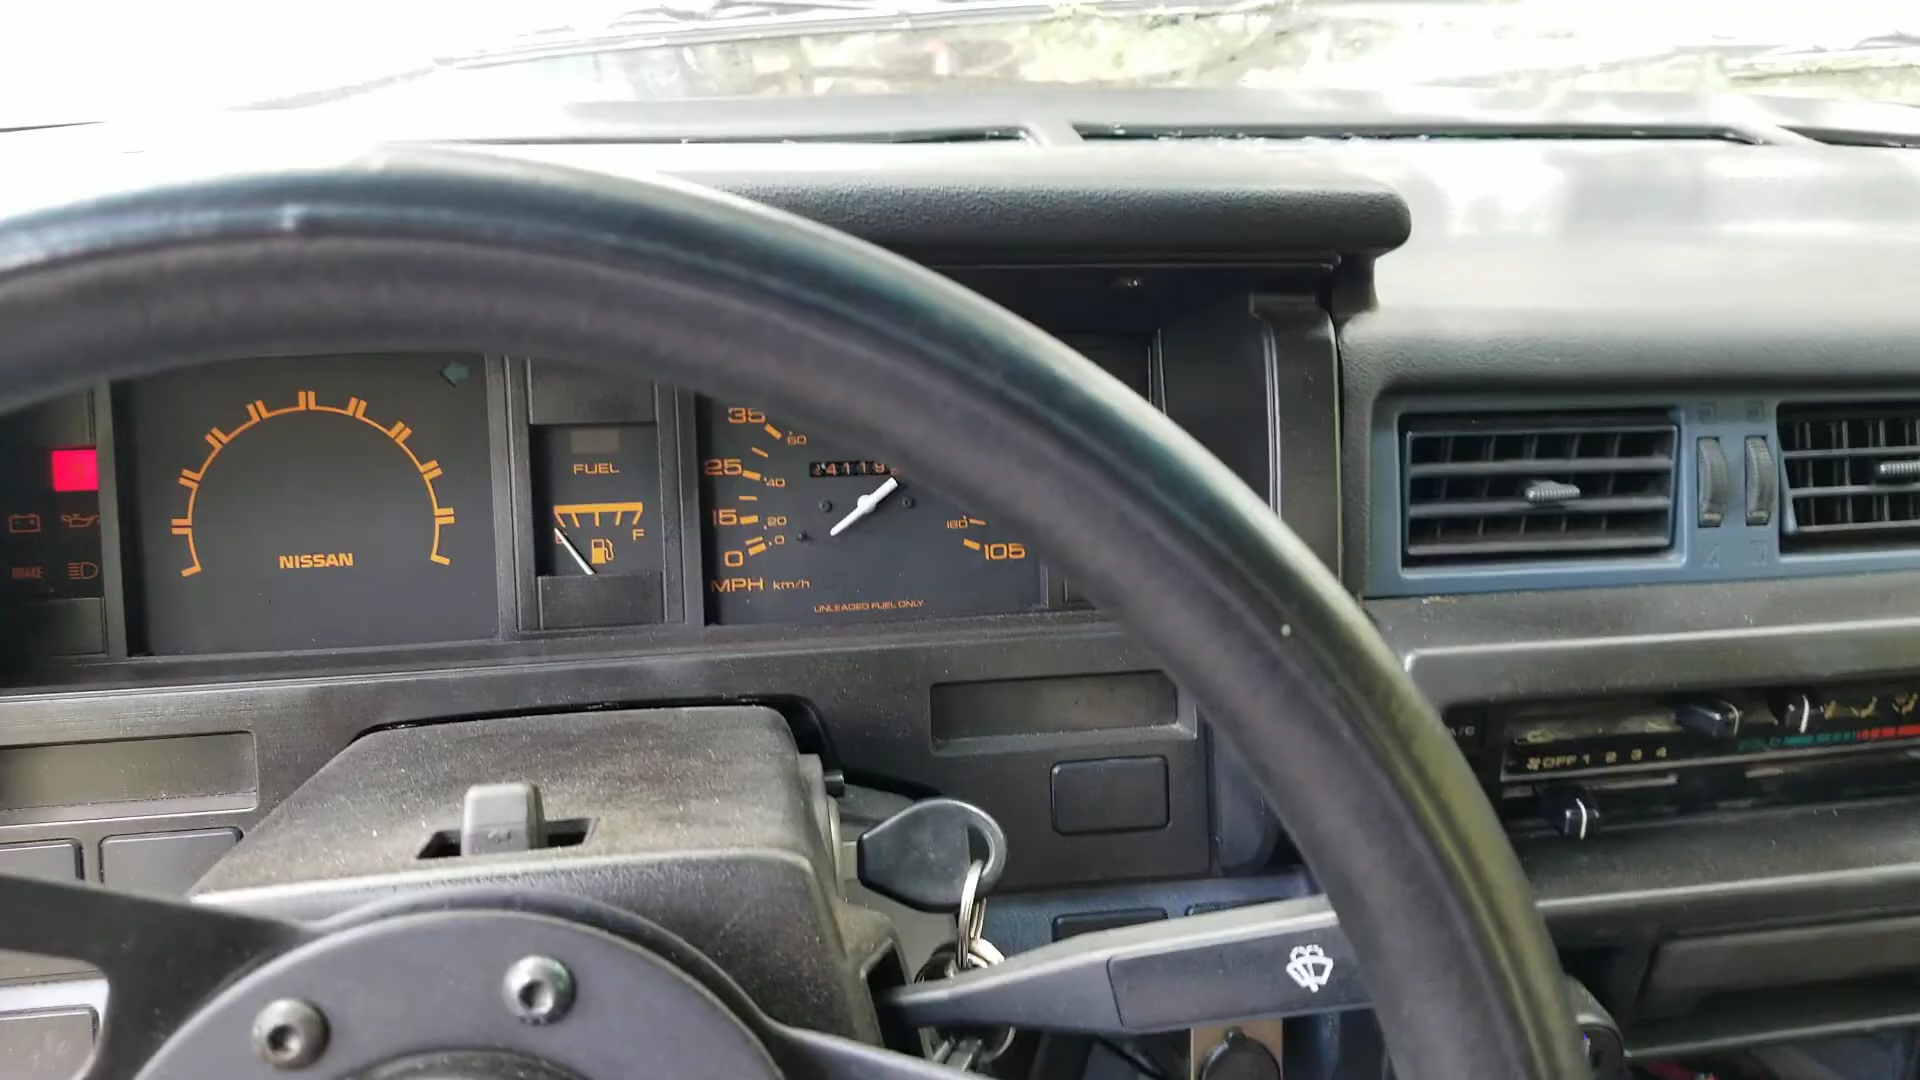 BRAKE
NISSAN
FUEL
F
35
60
25
40
15
20
0
0
180
105
MPH km/h
UNLEADED FUEL ONLY
A/C
OFF 1 2 3 4